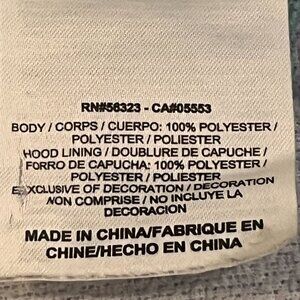 RN#56323 - CA#05553
BODY / CORPS / CUERPO: 100% POLYESTER /
POLYESTER / POLIESTER
HOOD LINING / DOUBLURE DE CAPUCHE /
FORRO DE CAPUCHA: 100% POLYESTER /
POLYESTER / POLIESTER
EXCLUSIVE OF DECORATION / DECORATION
NON COMPRISE / NO INCLUYE LA
DECORACION
MADE IN CHINA/FABRIQUE EN
CHINE/HECHO EN CHINA